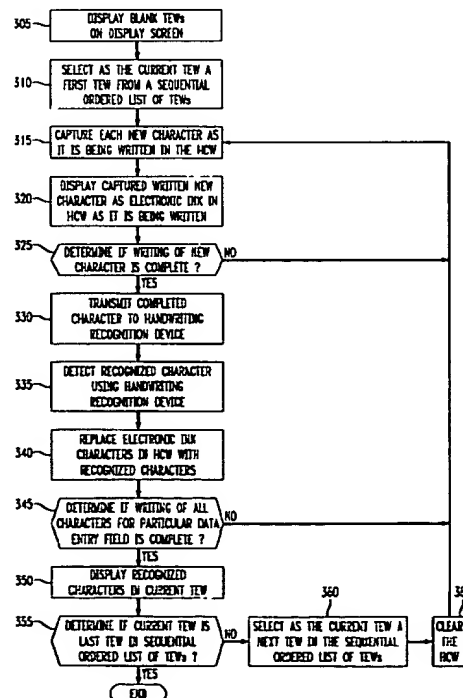 305
DISPLAY BLANK TEWs
ON DISPLAY SCREEN
310
SELECT AS THE CURRENT TEW A
FIRST TEW FROM A SEQUENTIAL
ORDERED LIST OF TEWs
315
CAPTURE EACH NEW CHARACTER AS
IT IS BEING WRITTEN IN THE HCW
320
DISPLAY CAPTURED WRITTEN NEW
CHARACTER AS ELECTRONIC INK IN
HCW AS IT IS BEING WRITTEN
325
DETERMINE IF WRITING OF NEW
CHARACTER IS COMPLETE ?
NO
YES
330
TRANSMIT COMPLETED
CHARACTER TO HANDWRITING
RECOGNITION DEVICE
335
DETECT RECOGNIZED CHARACTER
USING HANDWRITING
RECOGNITION DEVICE
340
REPLACE ELECTRONIC INK
CHARACTERS IN HCW WITH
RECOGNIZED CHARACTERS
345
DETERMINE IF WRITING OF ALL
CHARACTERS FOR PARTICULAR DATA
ENTRY FIELD IS COMPLETE ?
NO
YES
350
DISPLAY RECOGNIZED
CHARACTERS IN CURRENT TEW
355
DETERMINE IF CURRENT TEW IS
LAST TEW IN SEQUENTIAL
ORDERED LIST OF TEWs ?
NO
YES
360
SELECT AS THE CURRENT TEW A
NEXT TEW IN THE SEQUENTIAL
ORDERED LIST OF TEWs
CLEAR
THE
HCW
END